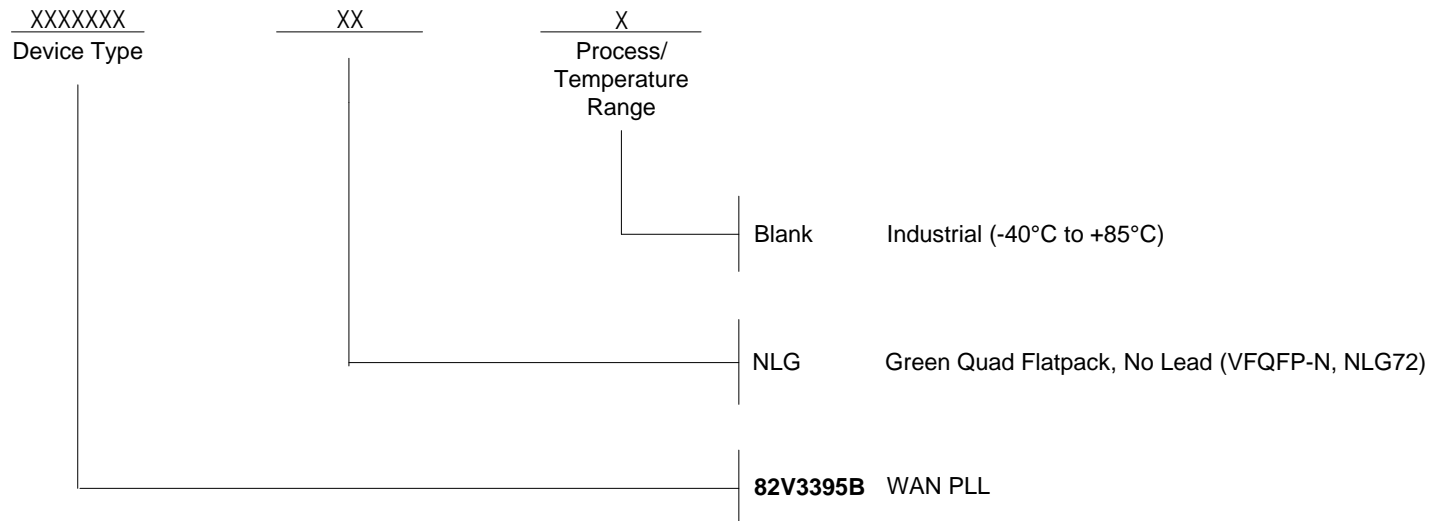 XXXXXXX XX X
Device Type Process/
Temperature
Range
Blank Industrial (-40°C to +85°C)
NLG Green Quad Flatpack, No Lead (VFQFP-N, NLG72)
82V3395B WAN PLL